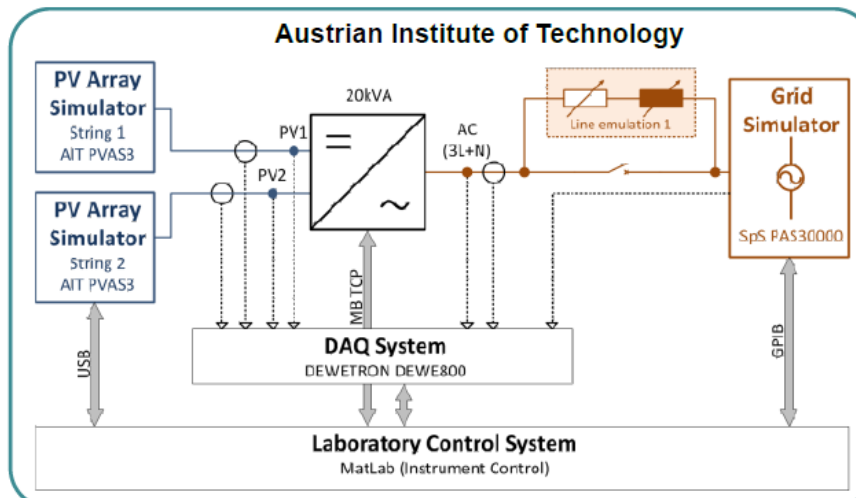 Austrian Institute of Technology
PV Array
Simulator
String 1
AIT PVAS3
PV Array
Simulator
String 2
AIT PVAS3
PV1
PV2
20kVA
AC
(3L+N)
Line emulation 1
Grid
Simulator
SpS PAS30000
USB
MB TCP
GPIB
DAQ System
DEWETRON DEWE800
Laboratory Control System
MatLab (Instrument Control)